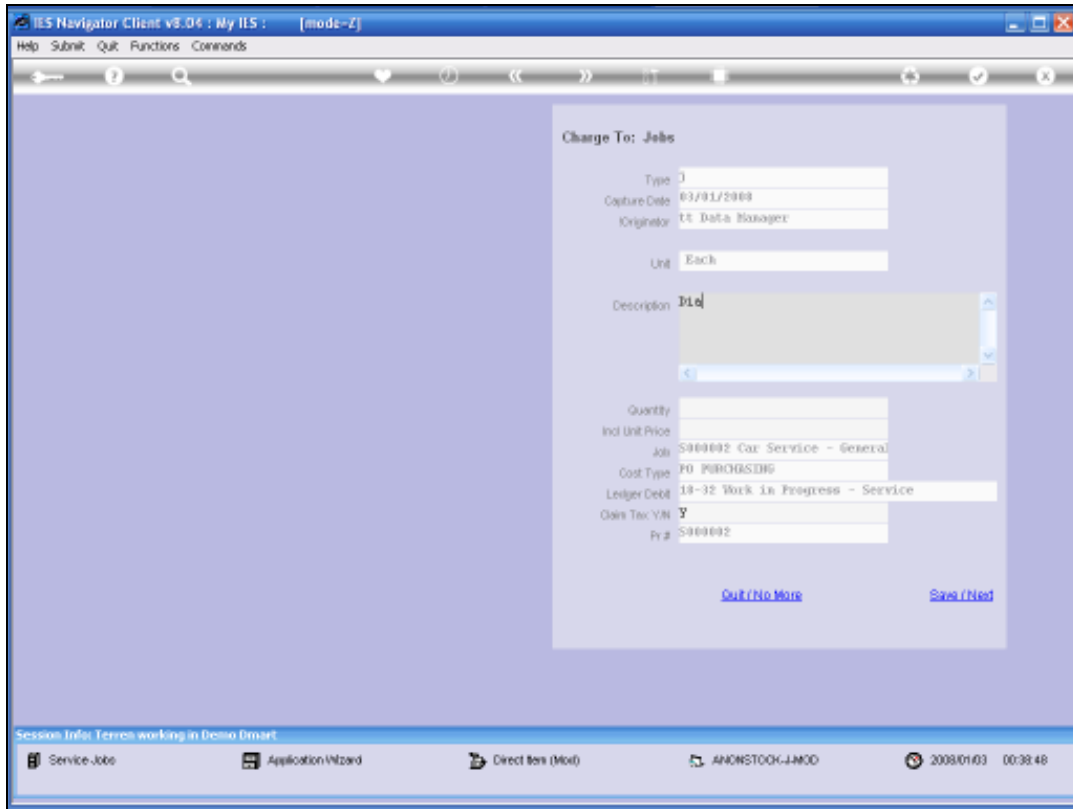 IES Navigator Client v8.04 : My IES :    [mode=Z]
Help Submit Quit Functions Commands
Charge To: Jobs
Type J
Capture Date 03/01/2008
!Originator tt Data Manager
Unit Each
Description Dia
Quantity
Incl Unit Price
Job S000002 Car Service - General
Cost Type PO PURCHASING
Ledger Debit 18-32 Work in Progress - Service
Claim Tax Y/N Y
Pr # S000002
Quit / No More Save / Next
Session Info: Terren working in Demo Dmart
Service Jobs Application Wizard Direct Item (Mod) ANONSTOCK-J-MOD 2008/01/03 00:38:48